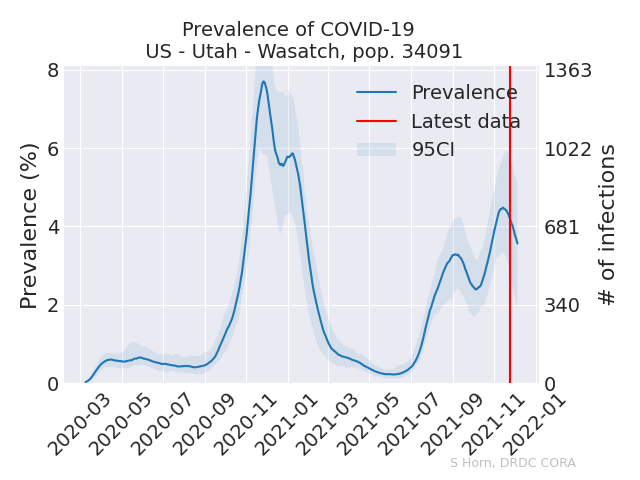 Prevalence of COVID-19
US - Utah - Wasatch, pop. 34091
Prevalence
Latest data
95CI
Prevalence (%)
8
6
4
2
0
1363
1022
681
340
0
# of infections
2020-03
2020-05
2020-07
2020-09
2020-11
2021-01
2021-03
2021-05
2021-07
2021-09
2021-11
2022-01
S Horn, DRDC CORA